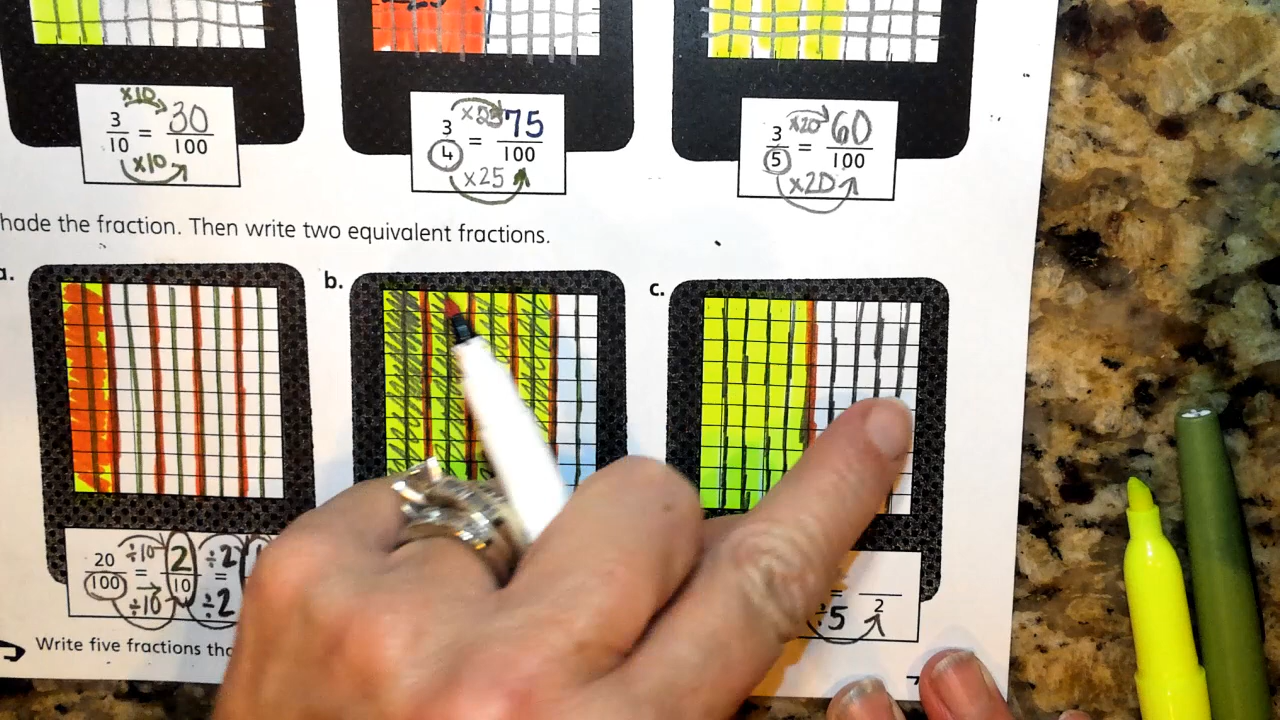 ×10 ×25 ×20
3/10 = 30/100 3/4 = 75/100 3/5 = 60/100
×10 ×25 ×20
hade the fraction. Then write two equivalent fractions.
a. b. c.
÷10 ÷2
20/100 = 2/10 =
÷10 ÷2
= /2
÷5
Write five fractions